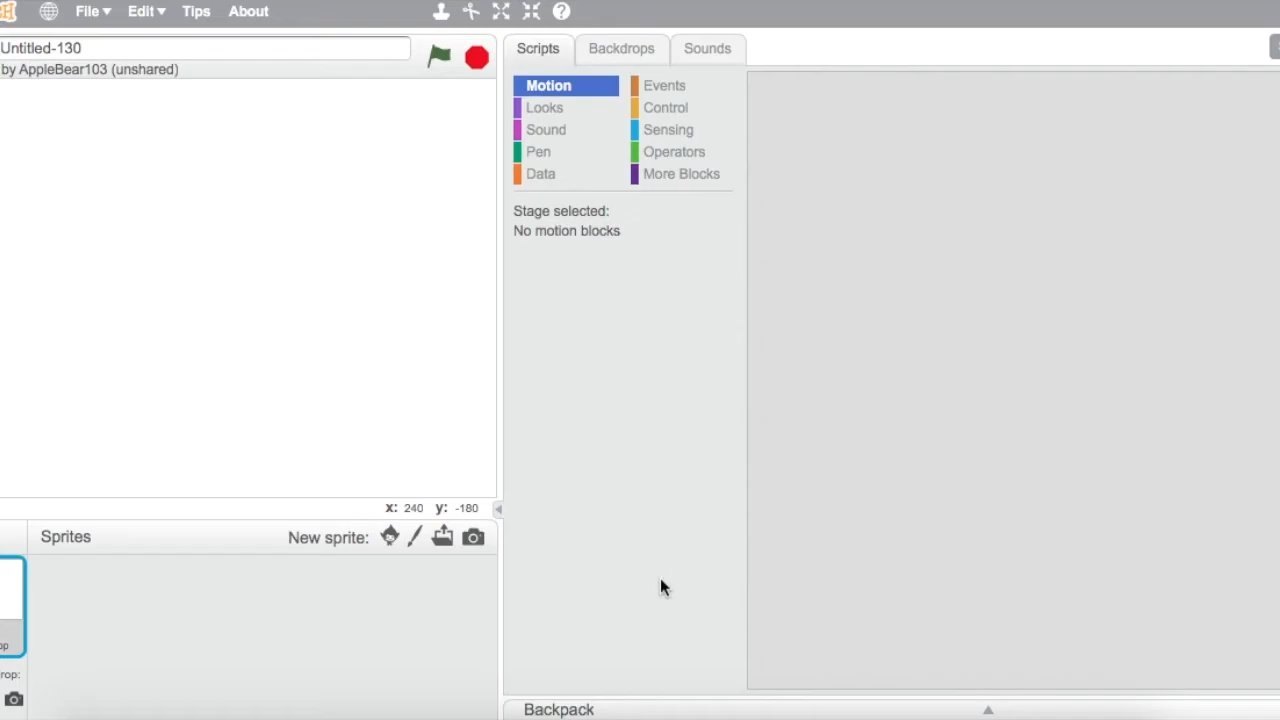 File Edit Tips About
Untitled-130
by AppleBear103 (unshared)
Scripts Backdrops Sounds
Motion Events
Looks Control
Sound Sensing
Pen Operators
Data More Blocks
Stage selected:
No motion blocks
x: 240 y: -180
Sprites New sprite:
op
rop:
Backpack